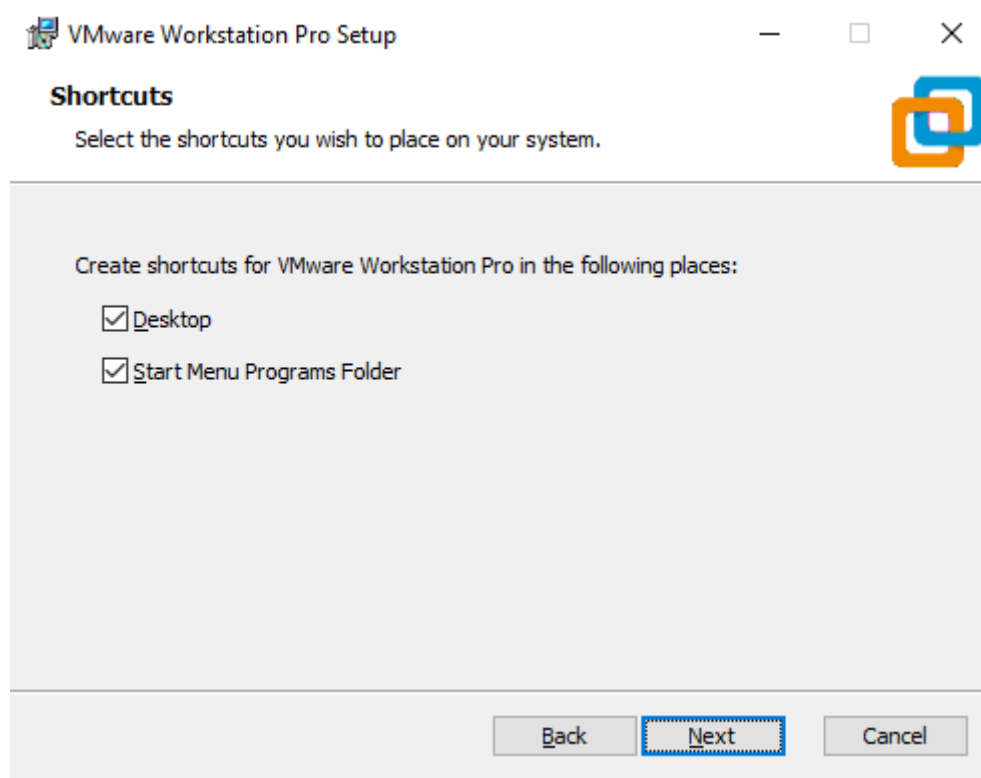 VMware Workstation Pro Setup
Shortcuts
Select the shortcuts you wish to place on your system.
Create shortcuts for VMware Workstation Pro in the following places:
Desktop
Start Menu Programs Folder
Back Next Cancel